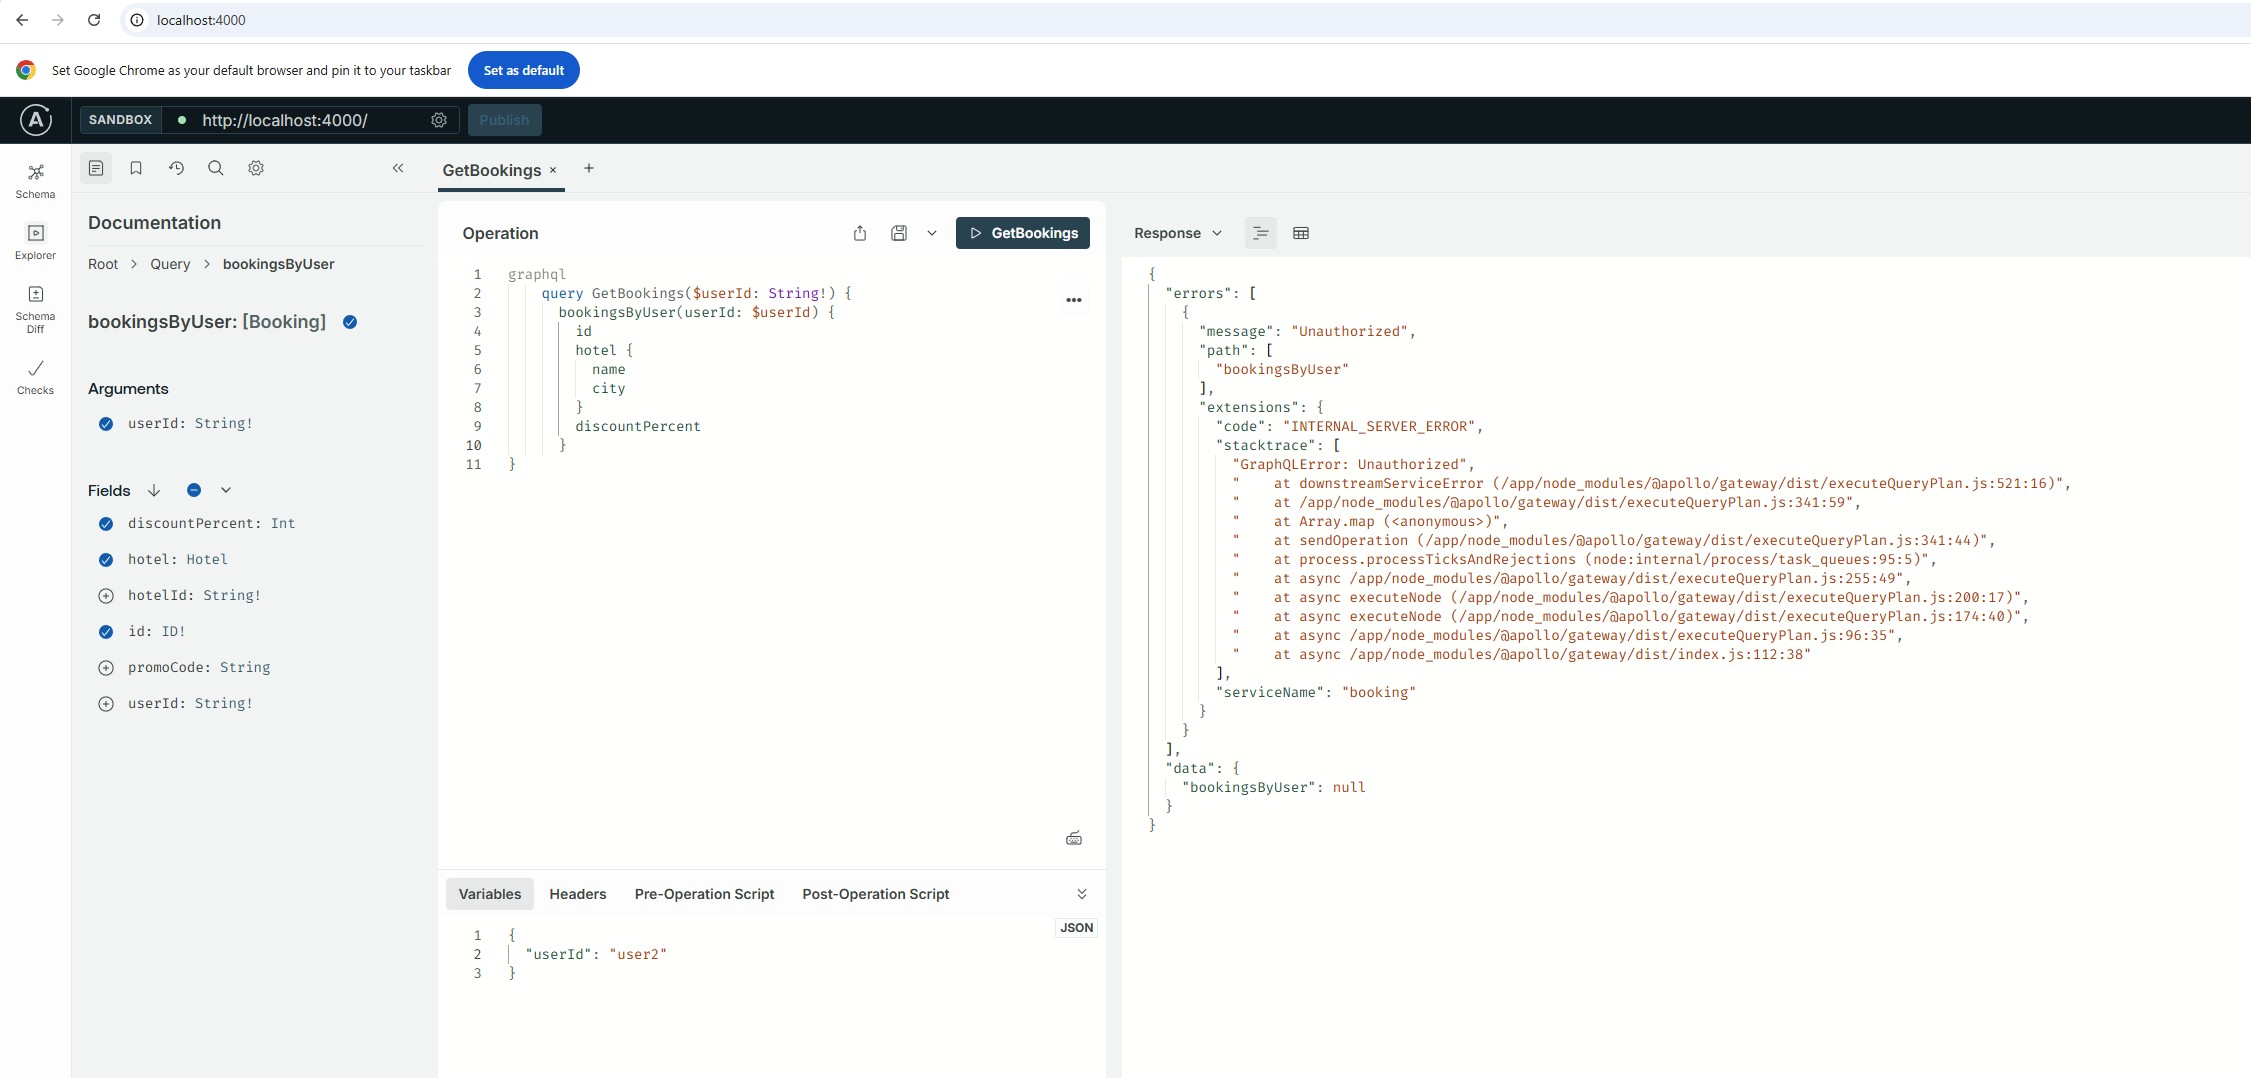 localhost:4000
Set Google Chrome as your default browser and pin it to your taskbar
Set as default
SANDBOX
http://localhost:4000/
Publish
Schema
Explorer
Schema
Diff
Checks
Documentation
Root > Query > bookingsByUser
bookingsByUser: [Booking]
Arguments
userId: String!
Fields
discountPercent: Int
hotel: Hotel
hotelId: String!
id: ID!
promoCode: String
userId: String!
GetBookings × +
Operation
GetBookings
1 graphql
2 query GetBookings($userId: String!) {
3 bookingsByUser(userId: $userId) {
4 id
5 hotel {
6 name
7 city
8 }
9 discountPercent
10 }
11 }
Variables Headers Pre-Operation Script Post-Operation Script
JSON
1 {
2 "userId": "user2"
3 }
Response
{
"errors": [
{
"message": "Unauthorized",
"path": [
"bookingsByUser"
],
"extensions": {
"code": "INTERNAL_SERVER_ERROR",
"stacktrace": [
"GraphQLError: Unauthorized",
"    at downstreamServiceError (/app/node_modules/@apollo/gateway/dist/executeQueryPlan.js:521:16)",
"    at /app/node_modules/@apollo/gateway/dist/executeQueryPlan.js:341:59",
"    at Array.map (<anonymous>)",
"    at sendOperation (/app/node_modules/@apollo/gateway/dist/executeQueryPlan.js:341:44)",
"    at process.processTicksAndRejections (node:internal/process/task_queues:95:5)",
"    at async /app/node_modules/@apollo/gateway/dist/executeQueryPlan.js:255:49",
"    at async executeNode (/app/node_modules/@apollo/gateway/dist/executeQueryPlan.js:200:17)",
"    at async executeNode (/app/node_modules/@apollo/gateway/dist/executeQueryPlan.js:174:40)",
"    at async /app/node_modules/@apollo/gateway/dist/executeQueryPlan.js:96:35",
"    at async /app/node_modules/@apollo/gateway/dist/index.js:112:38"
],
"serviceName": "booking"
}
}
],
"data": {
"bookingsByUser": null
}
}